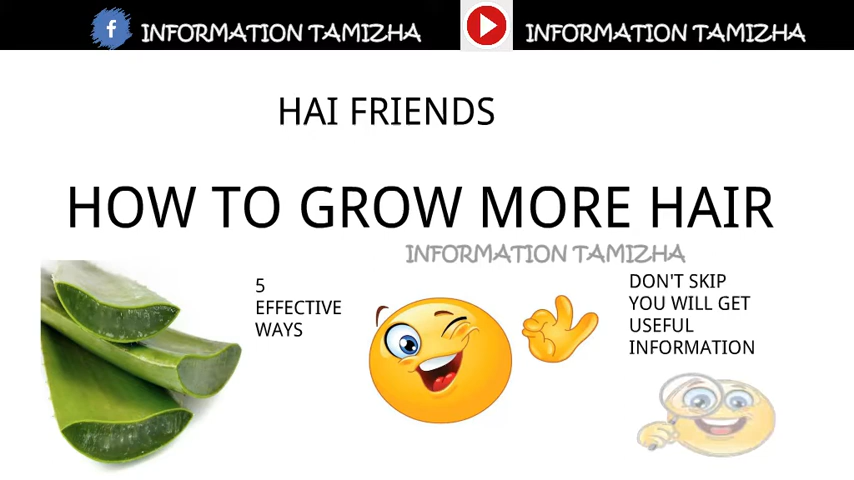 INFORMATION TAMIZHA
INFORMATION TAMIZHA
HAI FRIENDS
HOW TO GROW MORE HAIR
INFORMATION TAMIZHA
5
EFFECTIVE
WAYS
DON'T SKIP
YOU WILL GET
USEFUL
INFORMATION